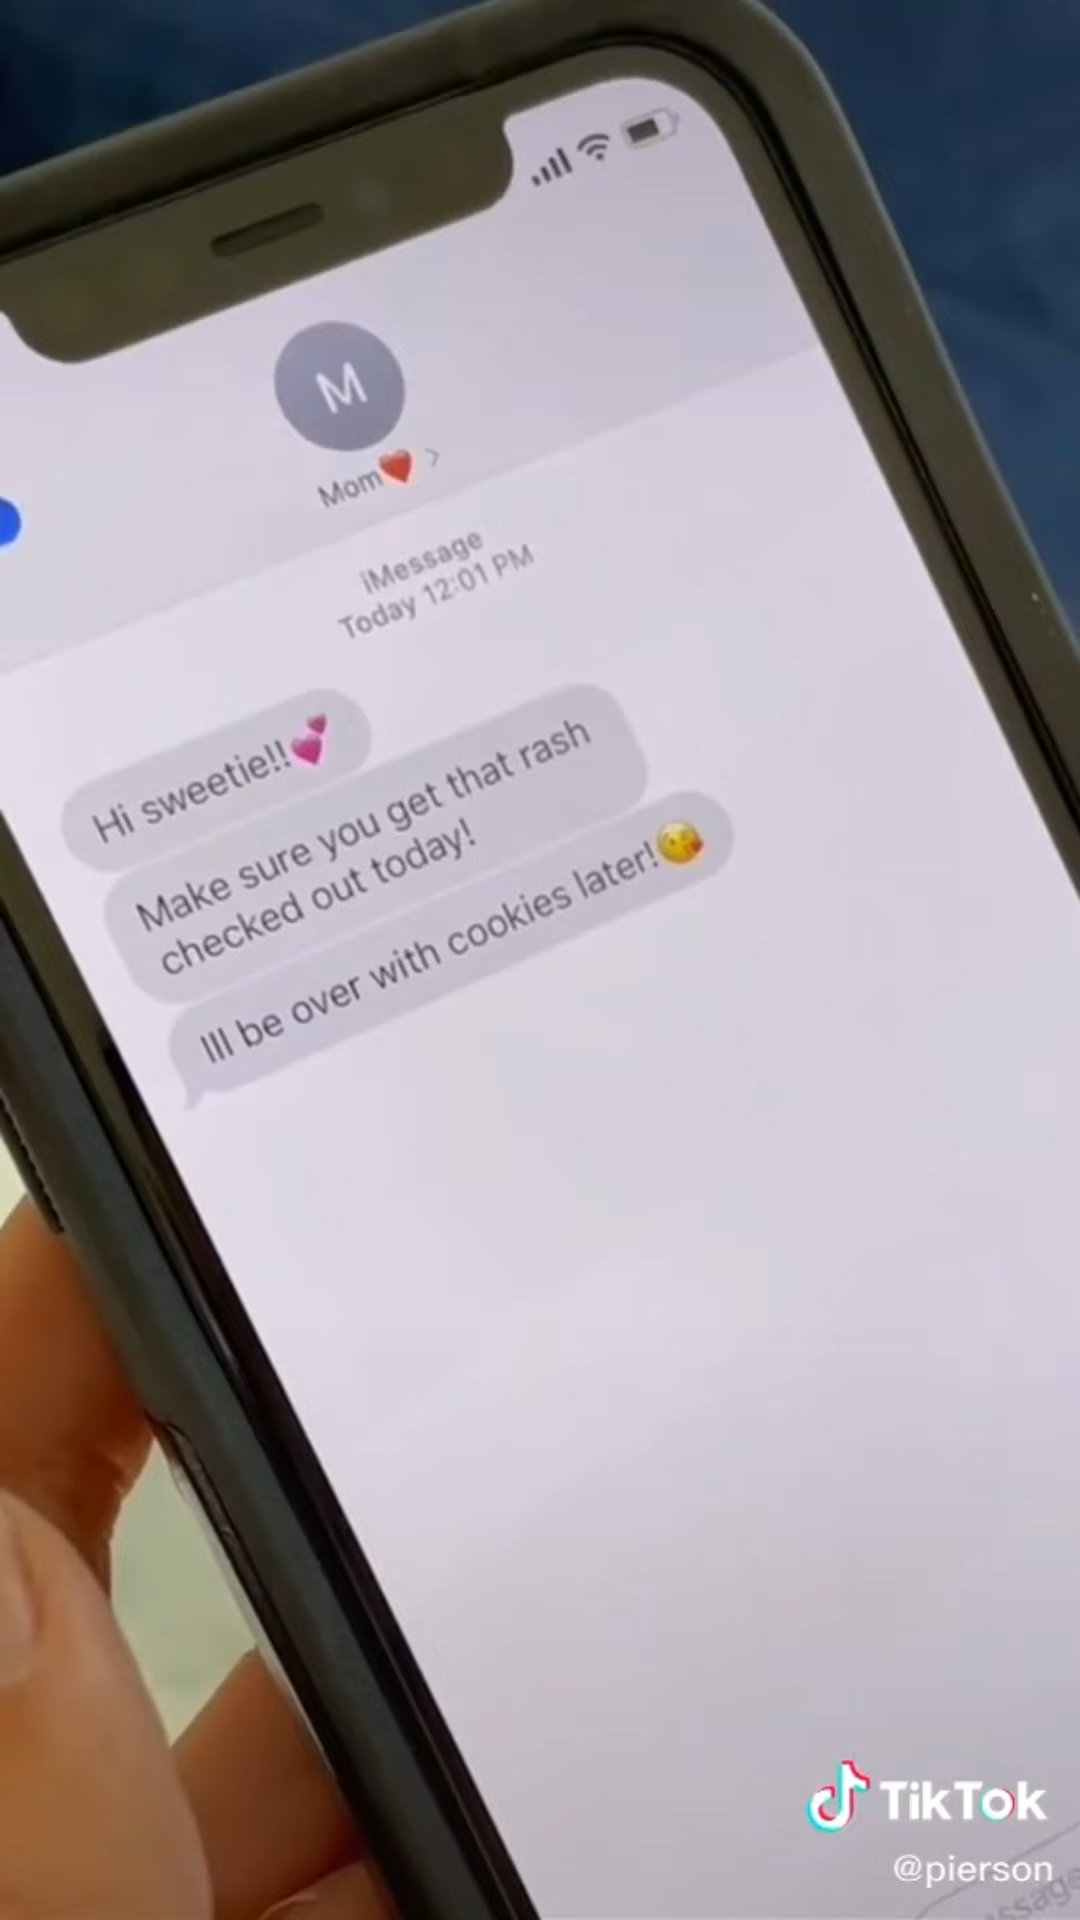 M
Mom❤️ >
iMessage
Today 12:01 PM
Hi sweetie!!💕
Make sure you get that rash
checked out today!
Ill be over with cookies later!😘
TikTok
@pierson